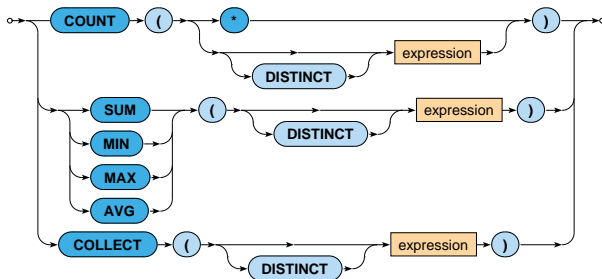 COUNT ( * )
DISTINCT expression
SUM ( expression )
DISTINCT
MIN
MAX
AVG
COLLECT ( expression )
DISTINCT